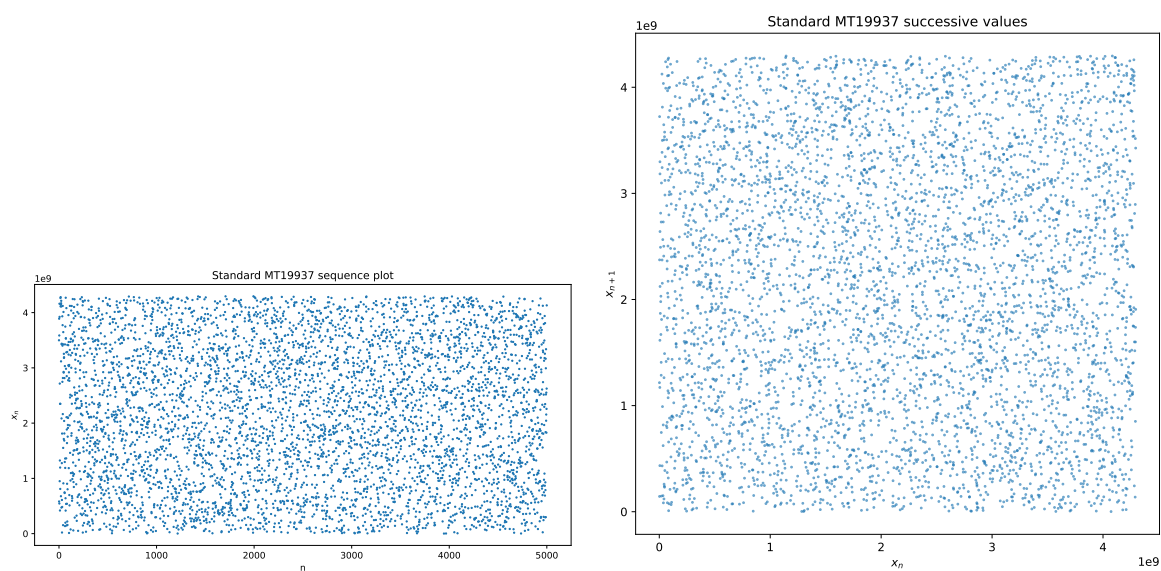 Standard MT19937 sequence plot
1e9
4
3
2
1
0
x_n
0 1000 2000 3000 4000 5000
n
Standard MT19937 successive values
1e9
4
3
2
1
0
x_{n+1}
0 1 2 3 4
1e9
x_n